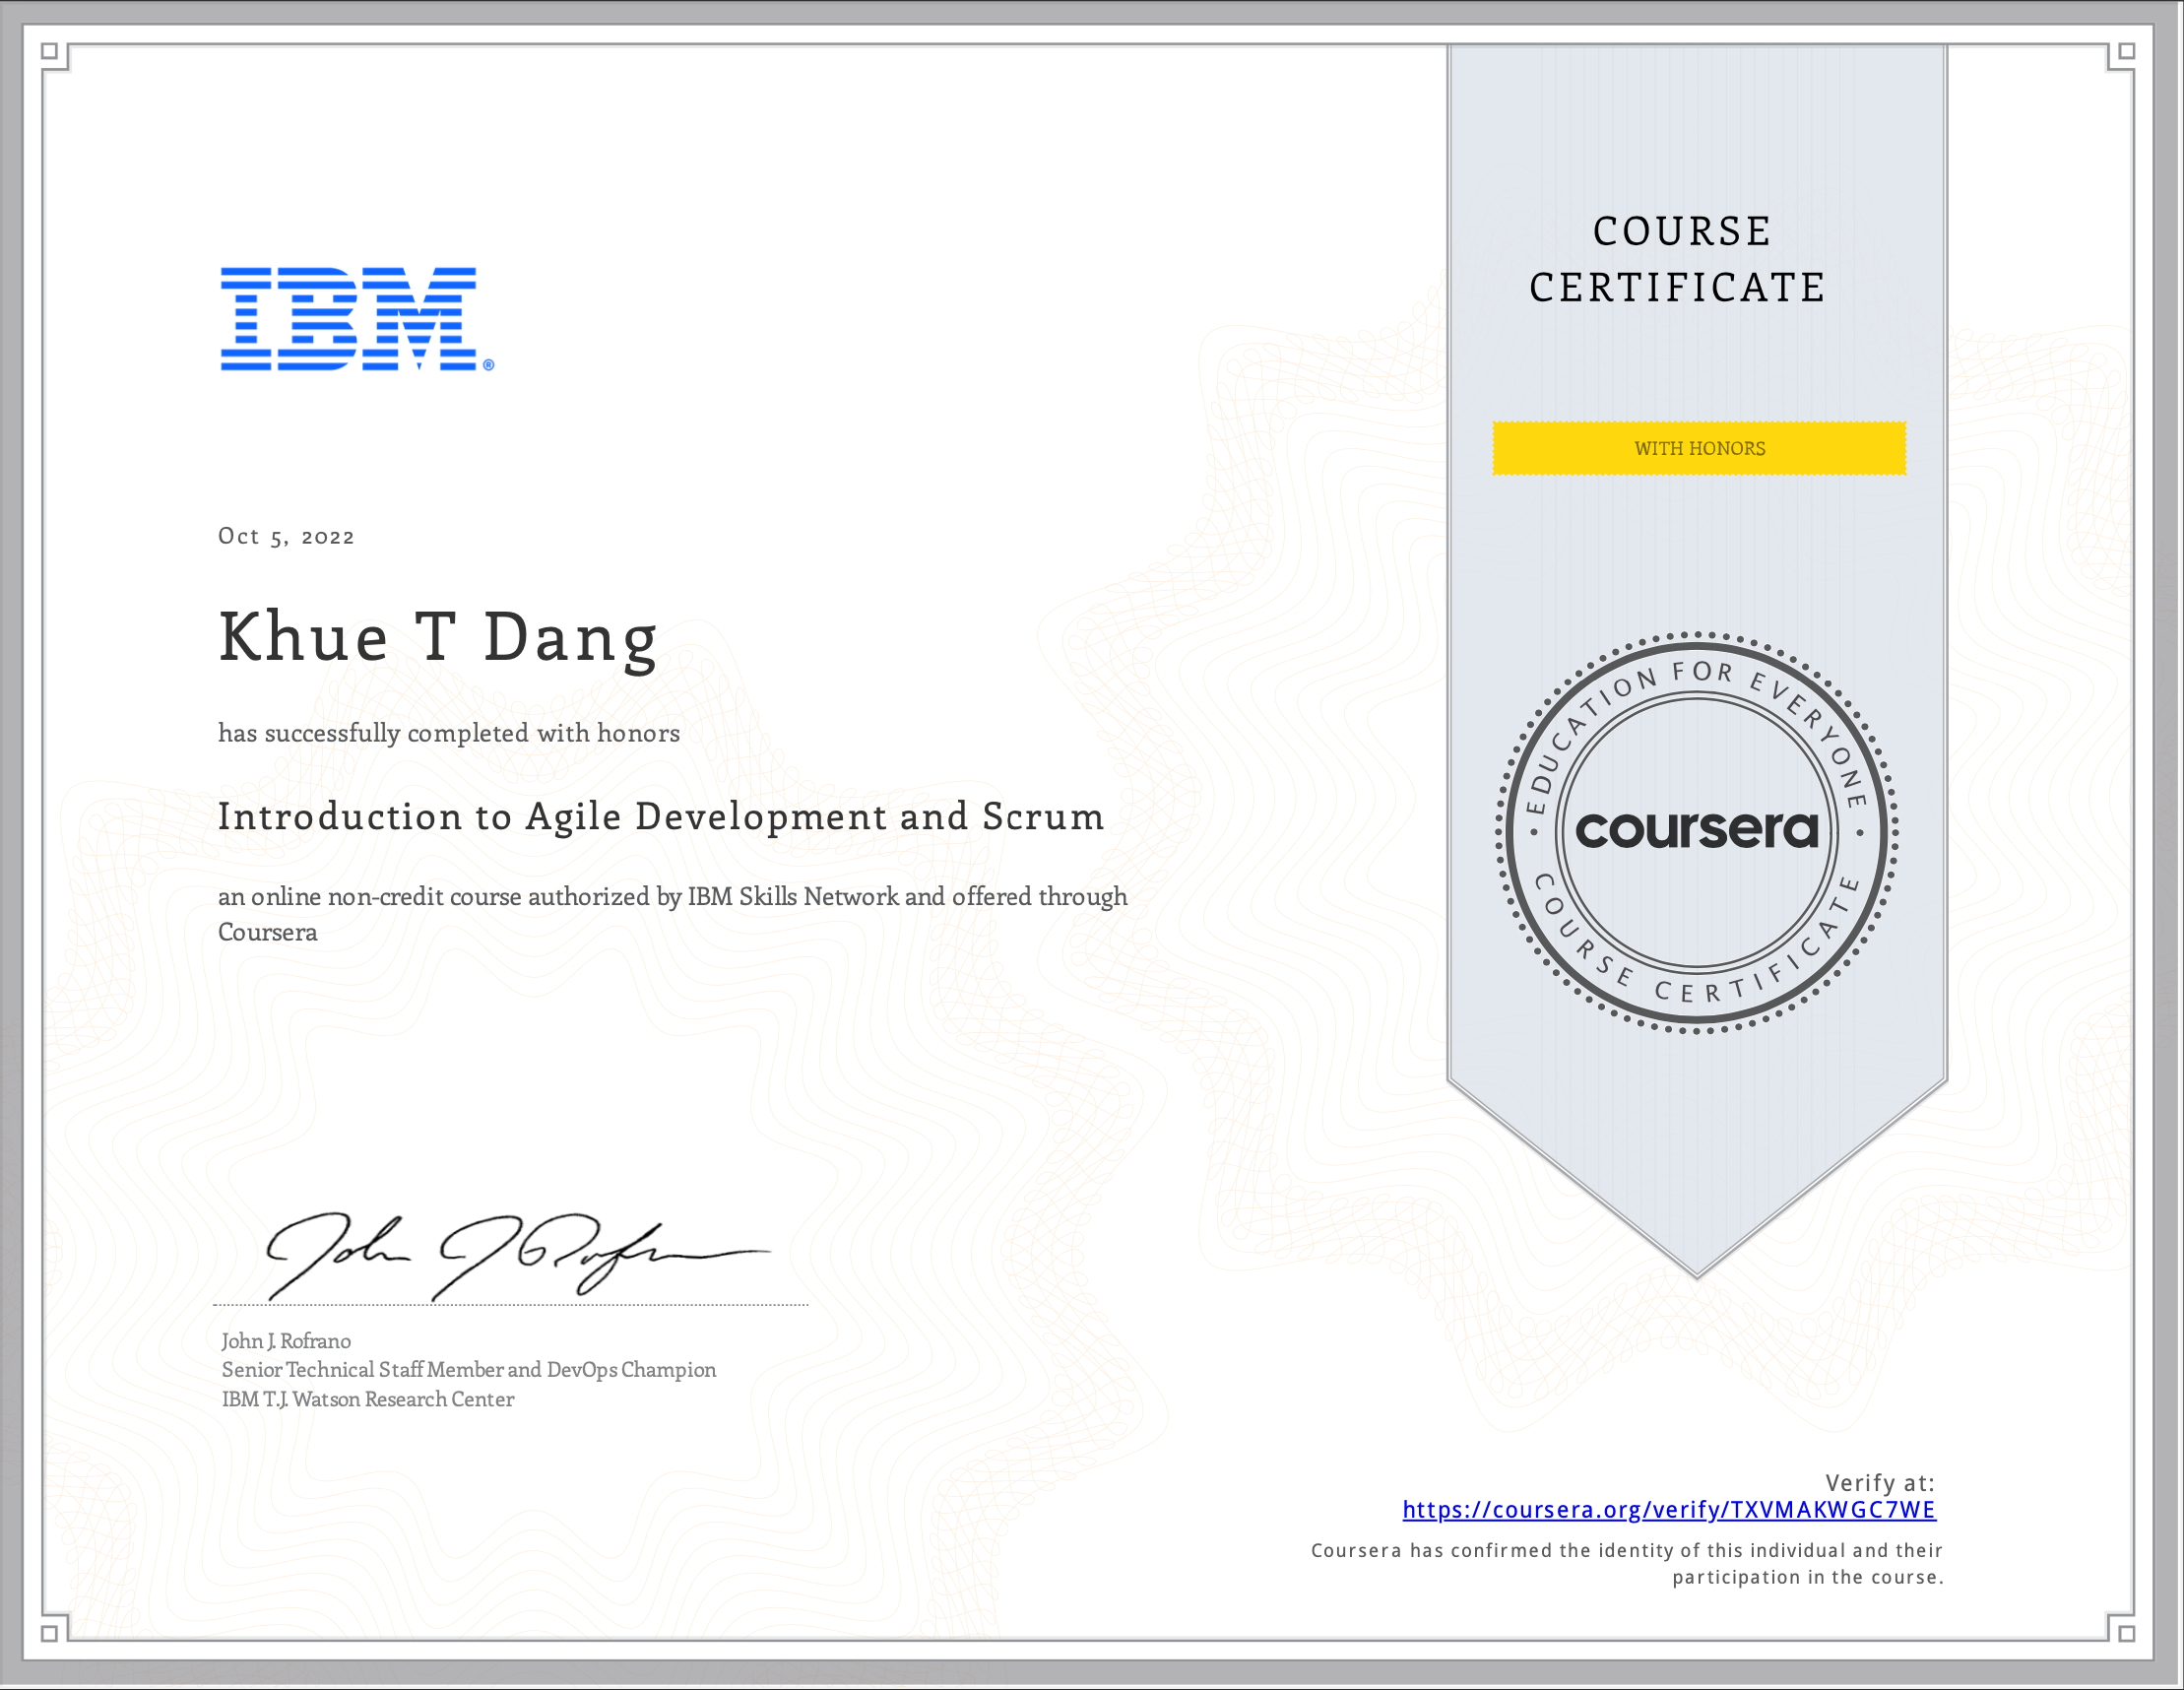 IBM®
Oct 5, 2022
Khue T Dang
has successfully completed with honors
Introduction to Agile Development and Scrum
an online non-credit course authorized by IBM Skills Network and offered through
Coursera
John J Rofrano
John J. Rofrano
Senior Technical Staff Member and DevOps Champion
IBM T.J. Watson Research Center
COURSE
CERTIFICATE
WITH HONORS
EDUCATION FOR EVERYONE
coursera
COURSE CERTIFICATE
Verify at:
https://coursera.org/verify/TXVMAKWGC7WE
Coursera has confirmed the identity of this individual and their
participation in the course.